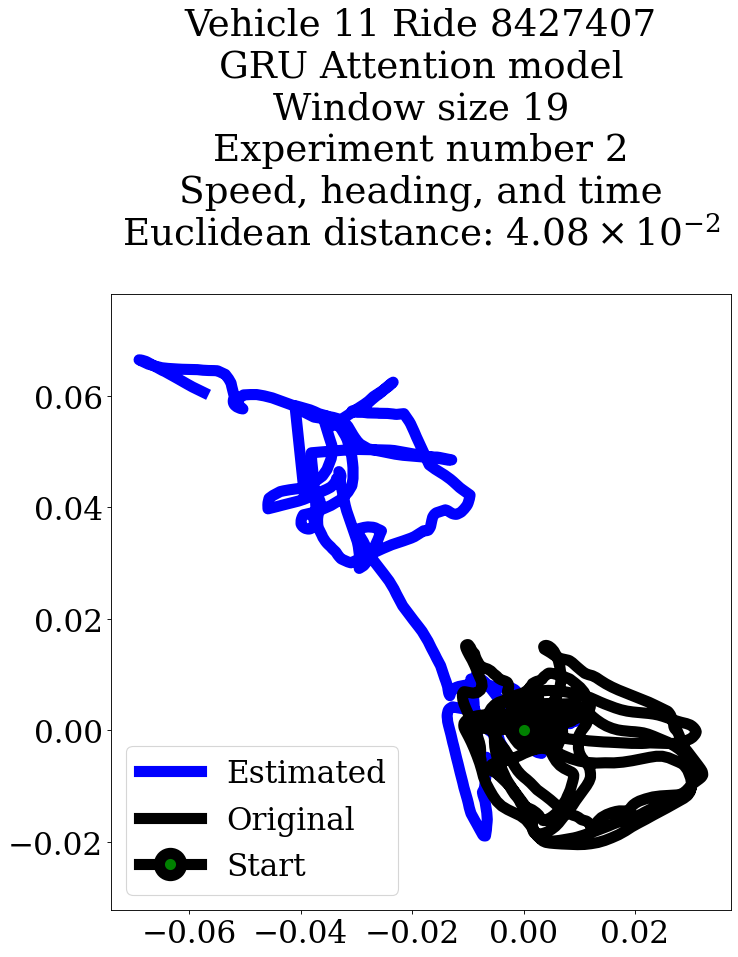 Vehicle 11 Ride 8427407
GRU Attention model
Window size 19
Experiment number 2
Speed, heading, and time
Euclidean distance: 4.08 × 10⁻²
0.06
0.04
0.02
0.00
−0.02
Estimated
Original
Start
−0.06 −0.04 −0.02 0.00 0.02